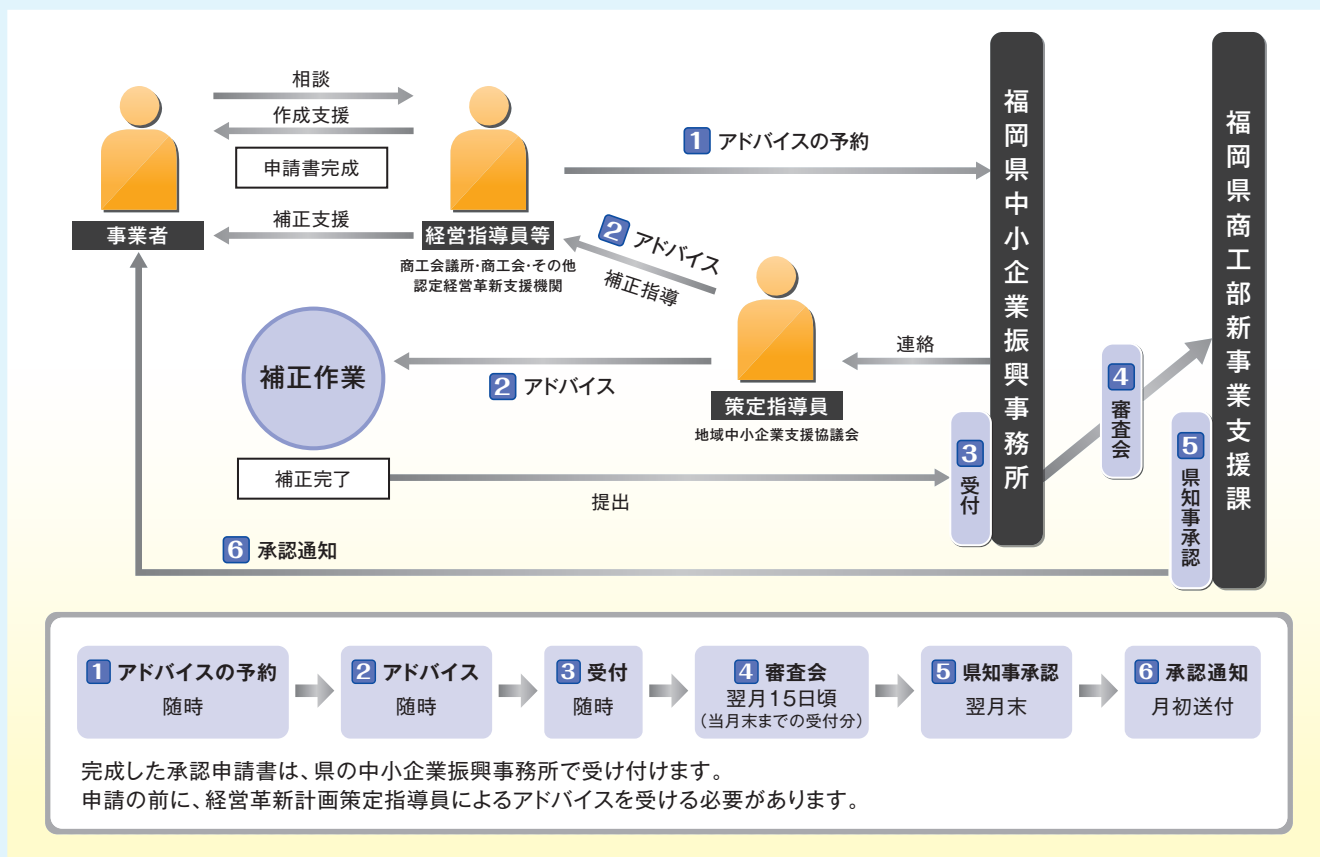 相談
作成支援
申請書完成
補正支援
事業者
経営指導員等
商工会議所・商工会・その他
認定経営革新支援機関
1 アドバイスの予約
2 アドバイス
補正指導
連絡
策定指導員
地域中小企業支援協議会
2 アドバイス
補正作業
補正完了
提出
3 受付
福岡県中小企業振興事務所
4 審査会
5 県知事承認
福岡県商工部新事業支援課
6 承認通知
1 アドバイスの予約
随時
2 アドバイス
随時
3 受付
随時
4 審査会
翌月15日頃
(当月末までの受付分)
5 県知事承認
翌月末
6 承認通知
月初送付
完成した承認申請書は、県の中小企業振興事務所で受け付けます。
申請の前に、経営革新計画策定指導員によるアドバイスを受ける必要があります。